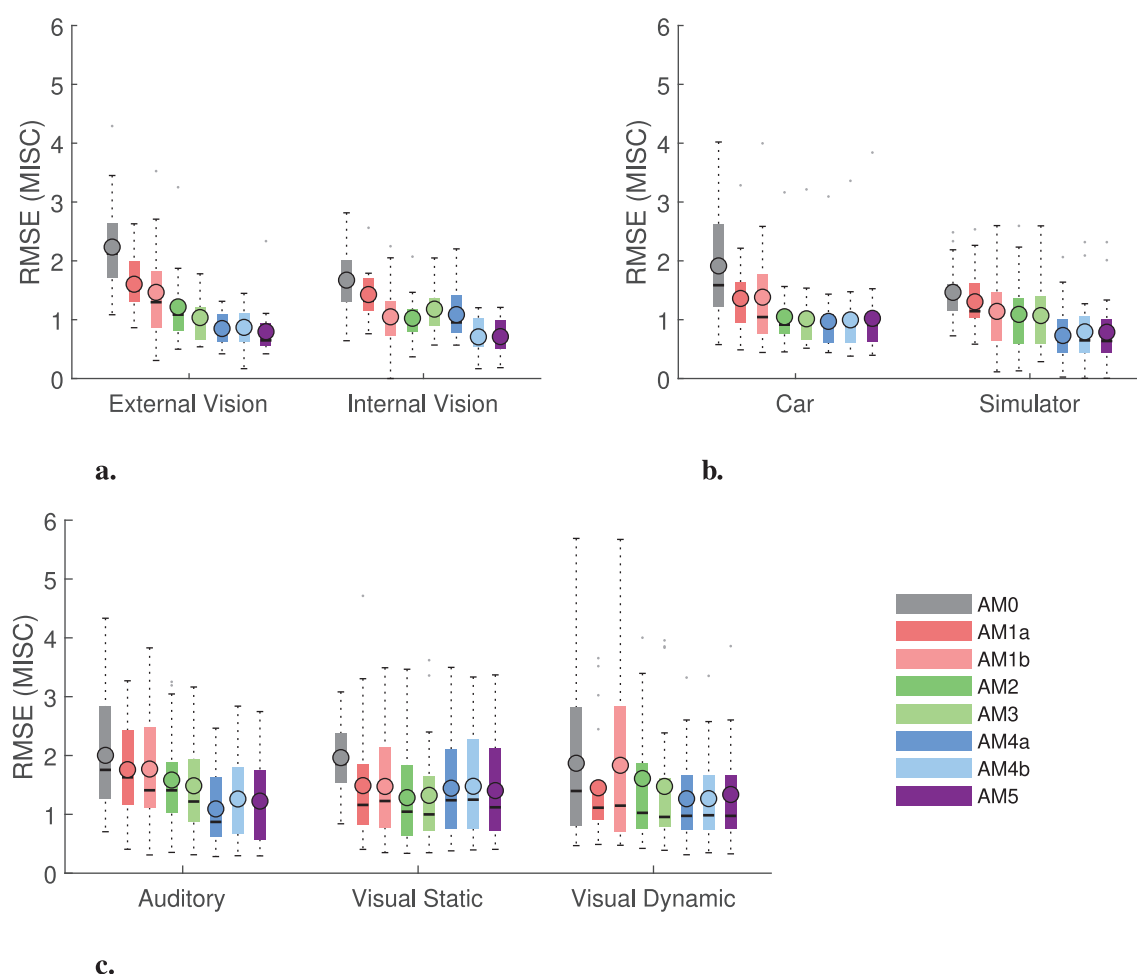 6
5
4
3
2
1
0
RMSE (MISC)
External Vision
Internal Vision
a.
6
5
4
3
2
1
0
RMSE (MISC)
Car
Simulator
b.
6
5
4
3
2
1
0
RMSE (MISC)
Auditory
Visual Static
Visual Dynamic
AM0
AM1a
AM1b
AM2
AM3
AM4a
AM4b
AM5
c.